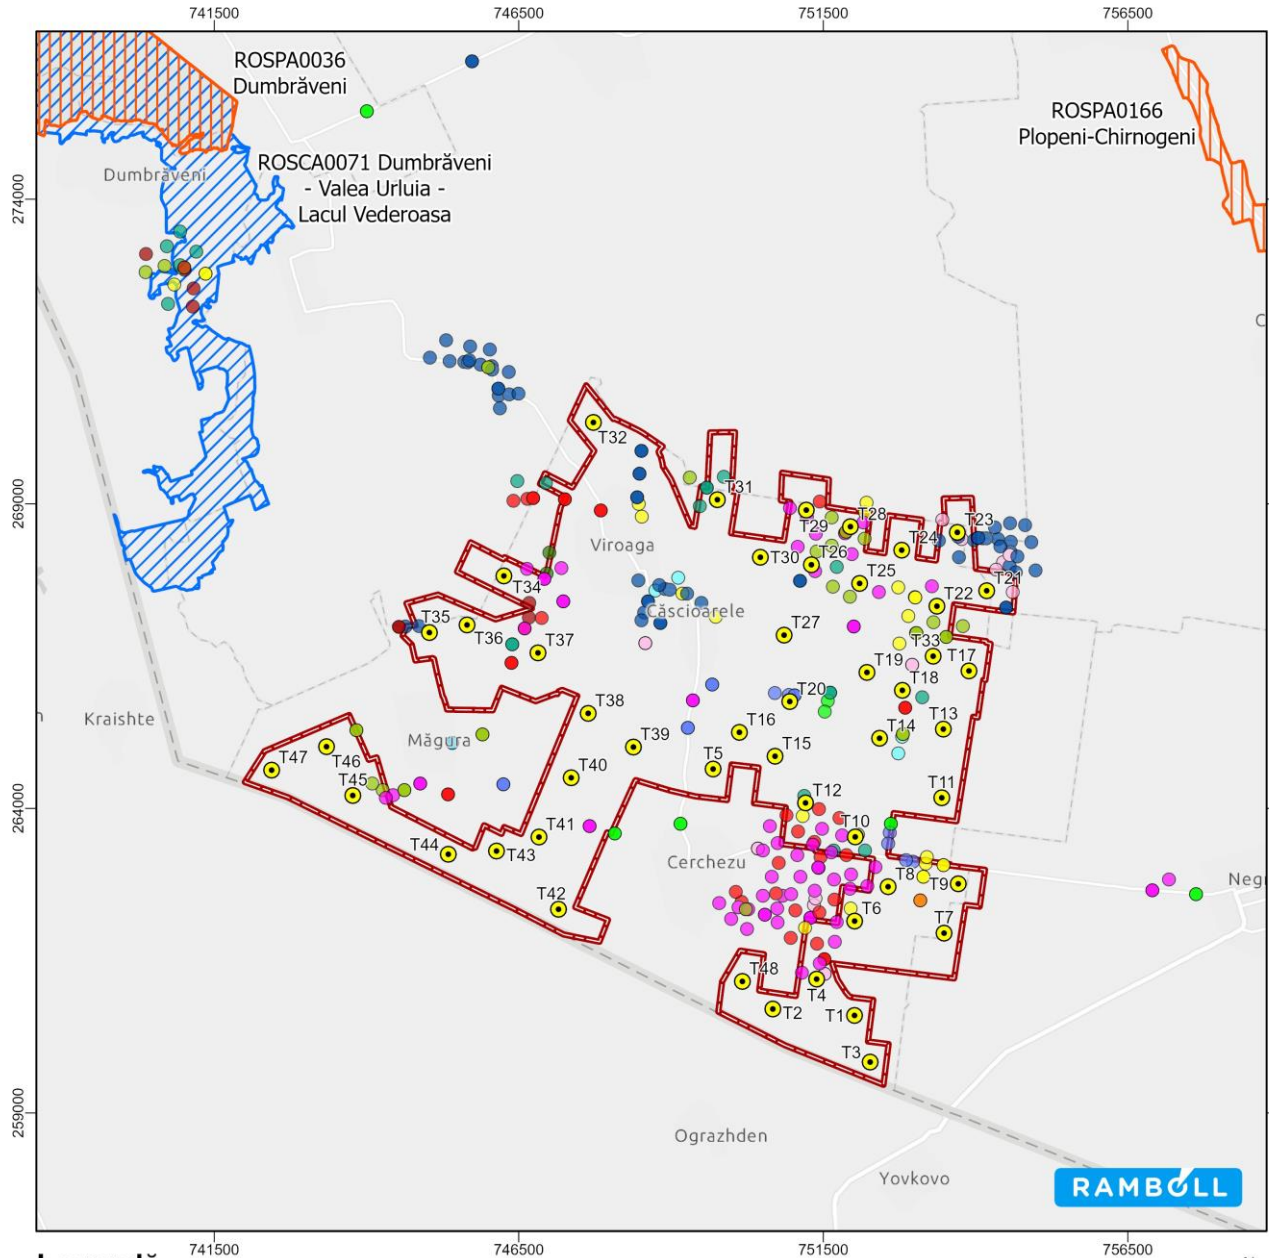 741500
746500
751500
756500
ROSPA0036
Dumbrăveni
ROSPA0166
Plopeni-Chirnogeni
ROSCA0071 Dumbrăveni
- Valea Urluia -
Lacul Vederoasa
Dumbrăveni
274000
T32
T31
269000
T29
T28
T23
Viroaga
T24
T30
T26
T34
T25
T21
Căscioarele
T22
T35
T36
T27
T33
T37
T19
T17
T18
T20
Kraishte
T38
T16
T14
T13
Măgura
T39
T15
T47
T46
T5
T40
T45
T12
T11
264000
T41
T10
T44
T43
Cerchezu
T8
T9
Negr
T42
T6
T7
T48
T4
T2
T1
T3
259000
Ograzhden
Yovkovo
RAMBOLL
741500
746500
751500
756500